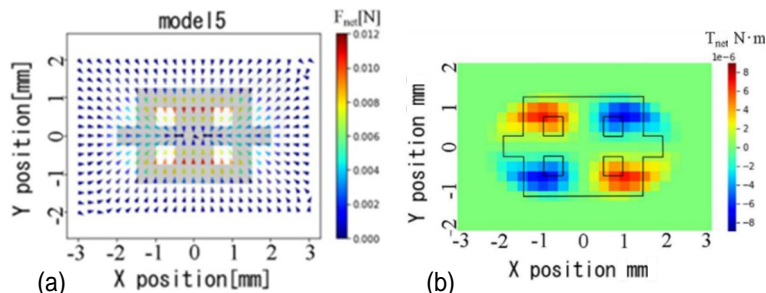 model5
F_net[N]
0.012
0.010
0.008
0.006
0.004
0.002
0.000
Y position[mm]
2
1
0
-1
-2
-3 -2 -1 0 1 2 3
X position[mm]
(a)
T_net N·m
1e-6
8
6
4
2
0
-2
-4
-6
-8
Y position mm
2
1
0
-1
-2
-3 -2 -1 0 1 2 3
X position mm
(b)